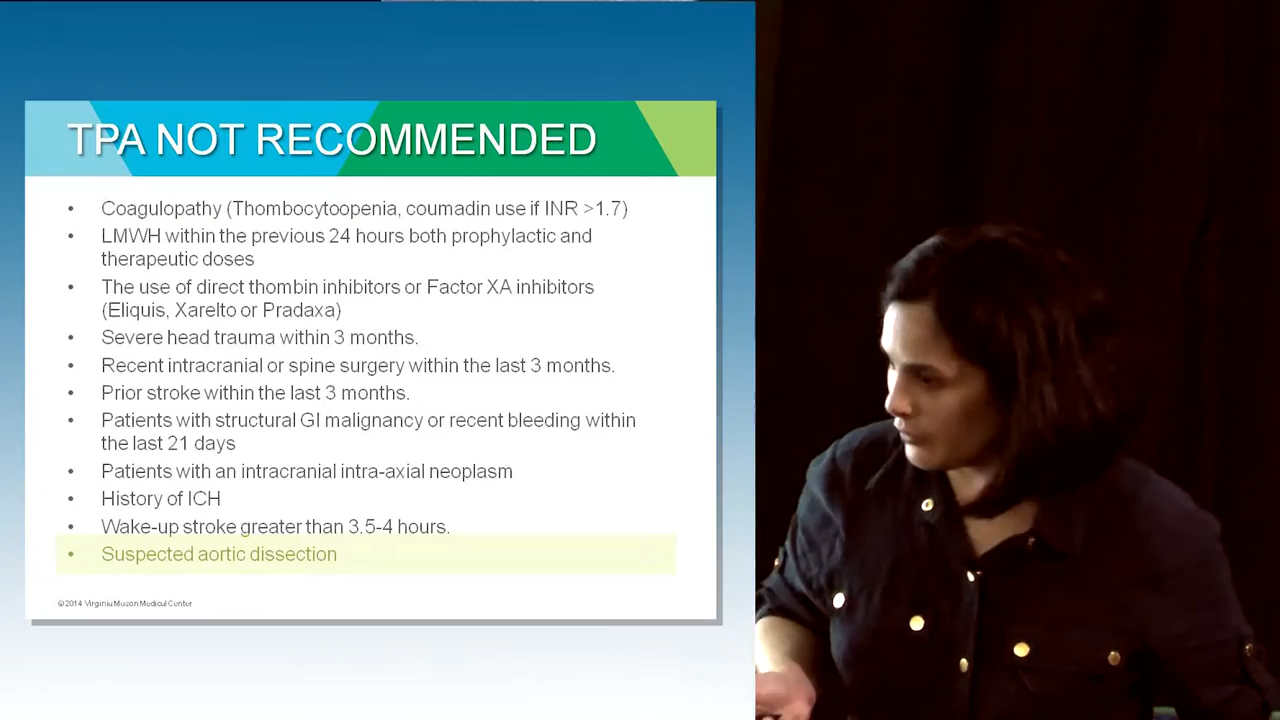 TPA NOT RECOMMENDED
• Coagulopathy (Thombocytoopenia, coumadin use if INR >1.7)
• LMWH within the previous 24 hours both prophylactic and
therapeutic doses
• The use of direct thombin inhibitors or Factor XA inhibitors
(Eliquis, Xarelto or Pradaxa)
• Severe head trauma within 3 months.
• Recent intracranial or spine surgery within the last 3 months.
• Prior stroke within the last 3 months.
• Patients with structural GI malignancy or recent bleeding within
the last 21 days
• Patients with an intracranial intra-axial neoplasm
• History of ICH
• Wake-up stroke greater than 3.5-4 hours.
• Suspected aortic dissection
© 2014 Virginia Mason Medical Center